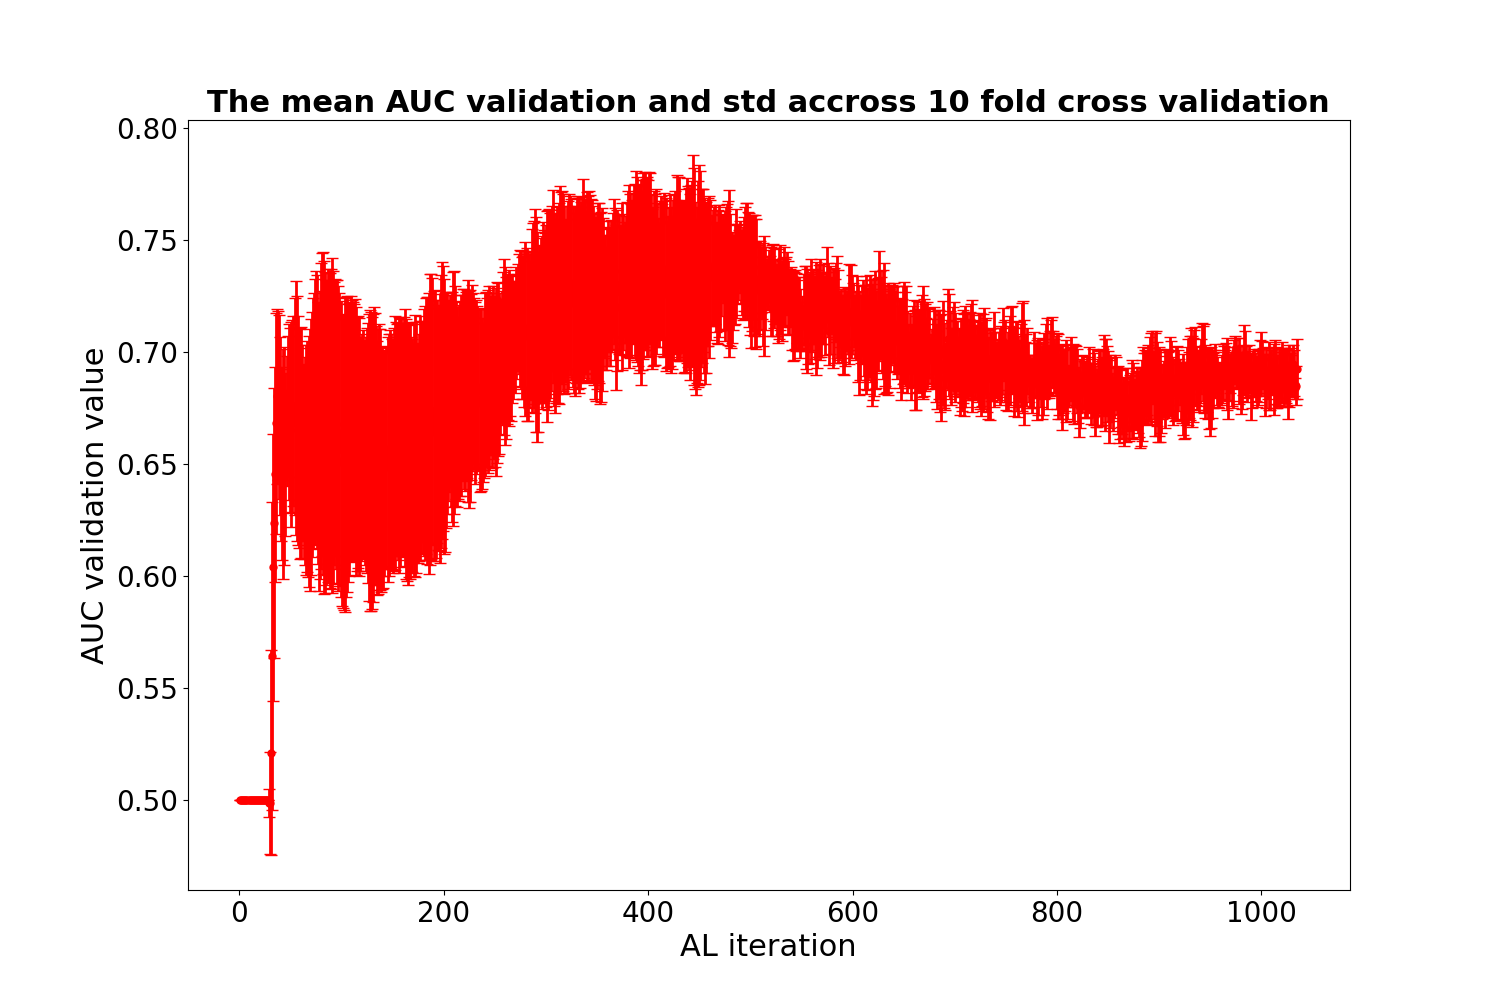 The mean AUC validation and std accross 10 fold cross validation
0.80
0.75
0.70
0.65
0.60
0.55
0.50
AUC validation value
0 200 400 600 800 1000
AL iteration